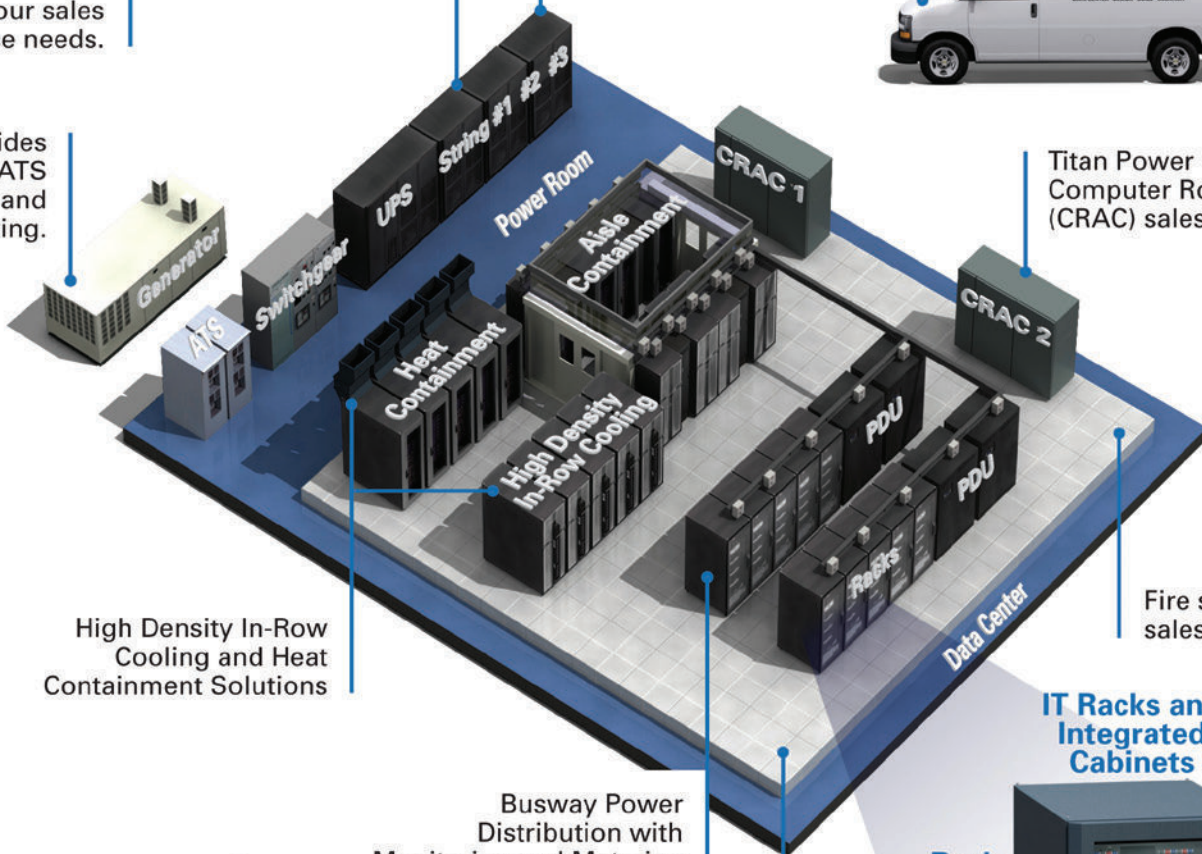 our sales
e needs.
ides
ATS
and
ing.
Generator
ATS
Switchgear
UPS
String #1 #2 #3
Power Room
Aisle
Containment
CRAC 1
CRAC 2
Titan Power
Computer Ro
(CRAC) sales
Heat
Containment
High Density
In-Row Cooling
PDU
PDU
Racks
Data Center
High Density In-Row
Cooling and Heat
Containment Solutions
Fire s
sales
IT Racks an
Integrated
Cabinets
Busway Power
Distribution with
Monitoring and Metering